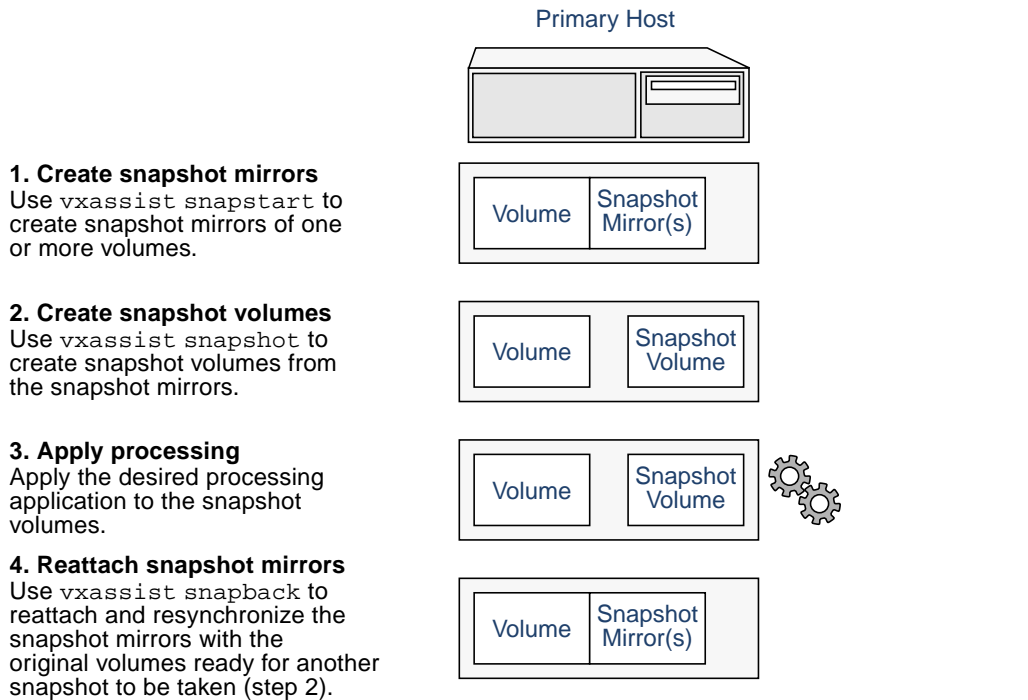 Primary Host
1. Create snapshot mirrors
Use vxassist snapstart to
create snapshot mirrors of one
or more volumes.
Volume
Snapshot
Mirror(s)
2. Create snapshot volumes
Use vxassist snapshot to
create snapshot volumes from
the snapshot mirrors.
Volume
Snapshot
Volume
3. Apply processing
Apply the desired processing
application to the snapshot
volumes.
Volume
Snapshot
Volume
4. Reattach snapshot mirrors
Use vxassist snapback to
reattach and resynchronize the
snapshot mirrors with the
original volumes ready for another
snapshot to be taken (step 2).
Volume
Snapshot
Mirror(s)